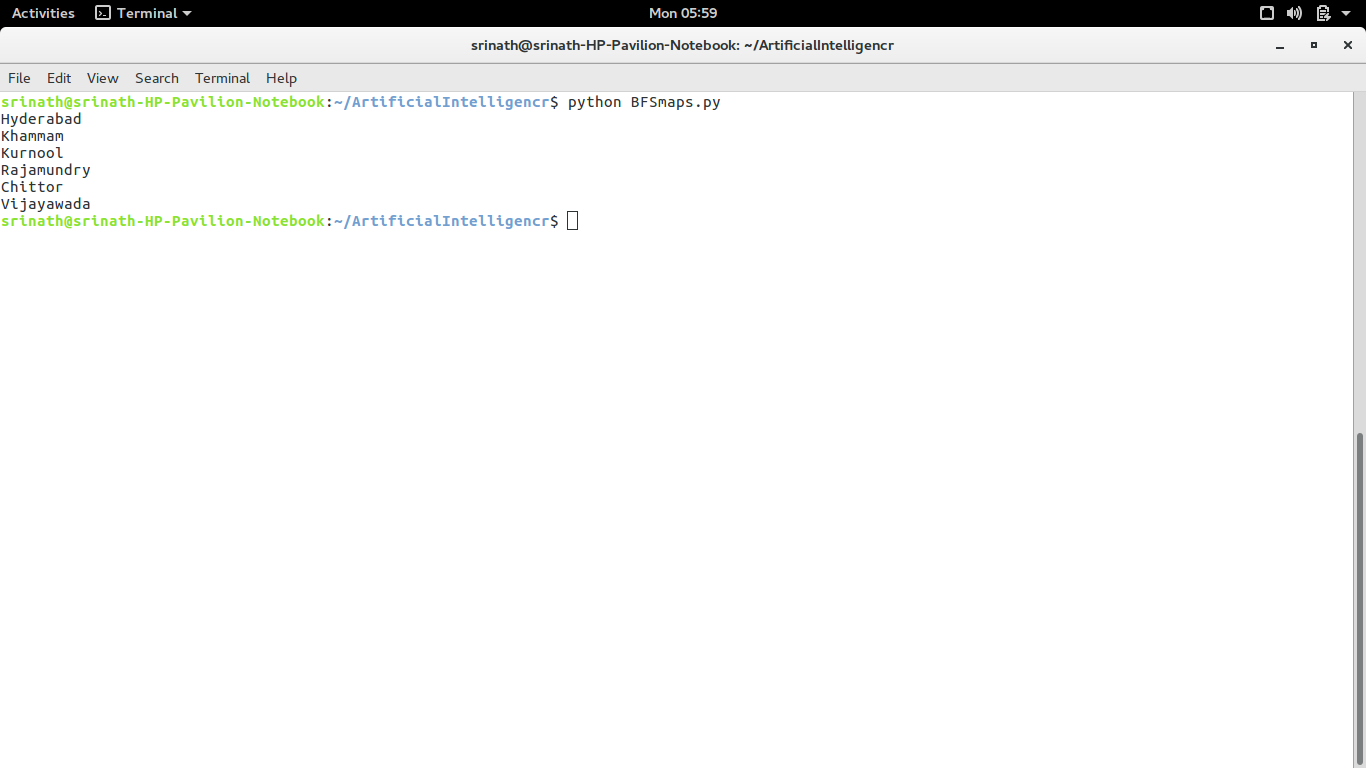 Activities Terminal Mon 05:59
srinath@srinath-HP-Pavilion-Notebook: ~/ArtificialIntelligencr
File Edit View Search Terminal Help
srinath@srinath-HP-Pavilion-Notebook:~/ArtificialIntelligencr$ python BFSmaps.py
Hyderabad
Khammam
Kurnool
Rajamundry
Chittor
Vijayawada
srinath@srinath-HP-Pavilion-Notebook:~/ArtificialIntelligencr$